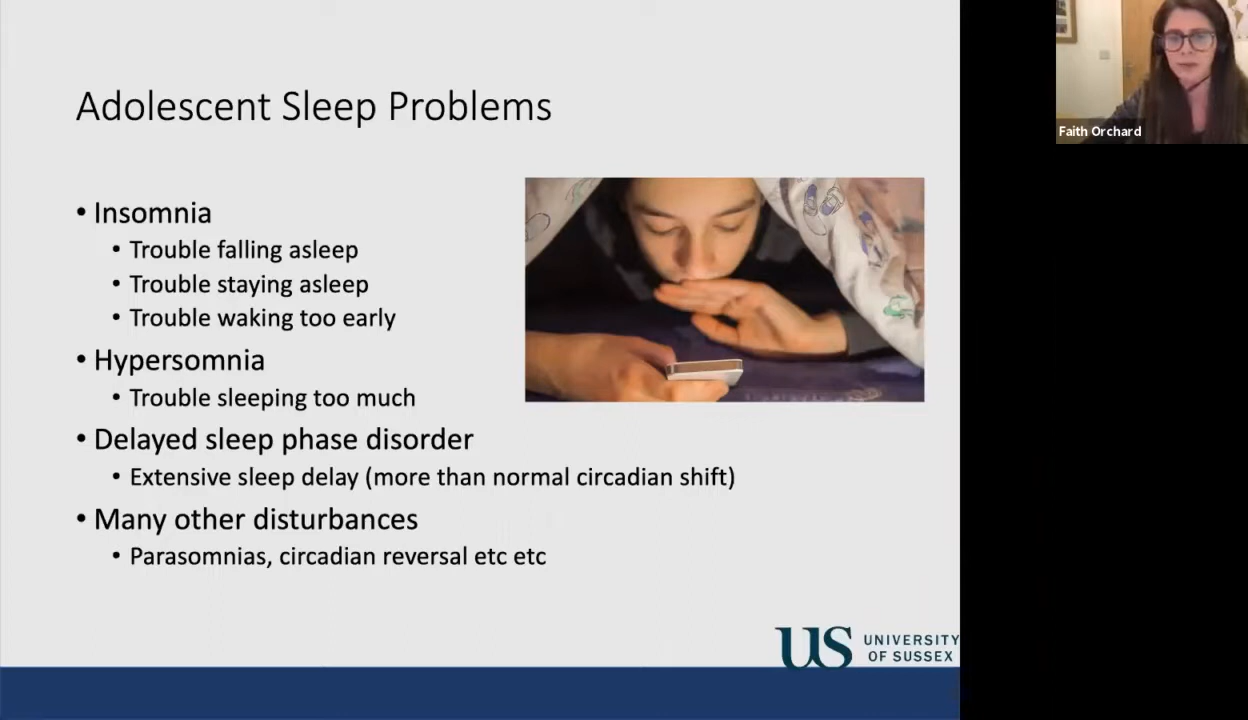 Adolescent Sleep Problems
• Insomnia
• Trouble falling asleep
• Trouble staying asleep
• Trouble waking too early
• Hypersomnia
• Trouble sleeping too much
• Delayed sleep phase disorder
• Extensive sleep delay (more than normal circadian shift)
• Many other disturbances
• Parasomnias, circadian reversal etc etc
US UNIVERSITY
OF SUSSEX
Faith Orchard